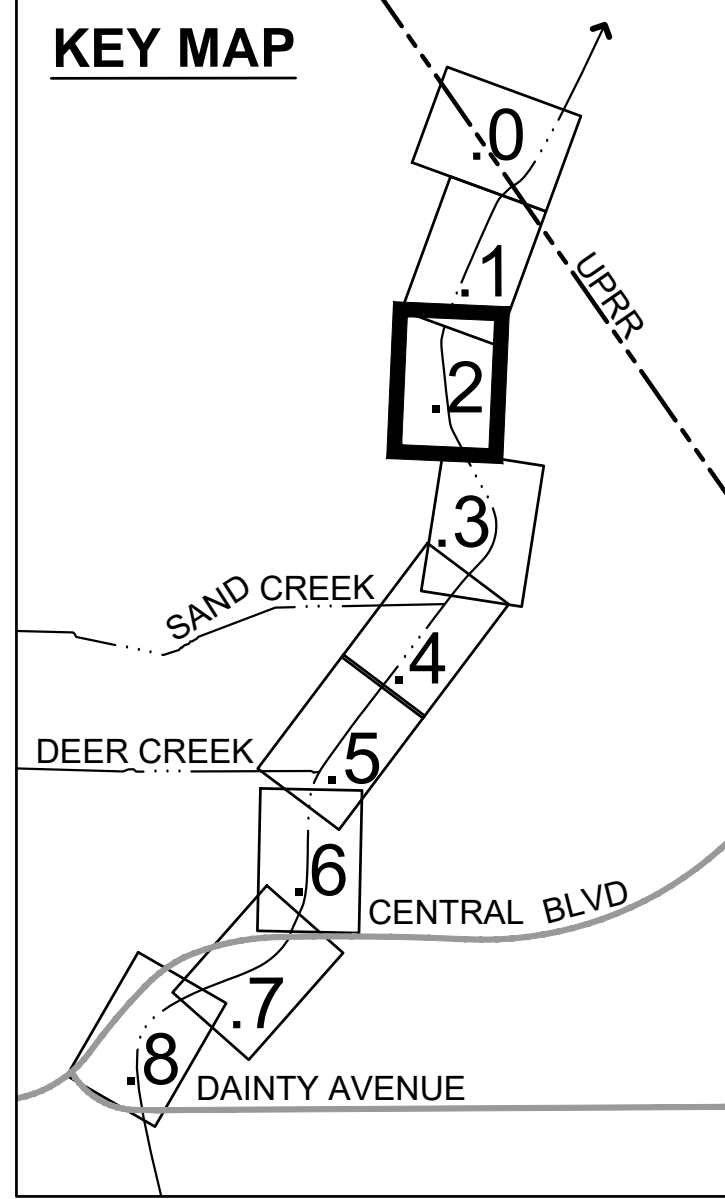 KEY MAP
.0
.1
UPRR
.2
.3
SAND CREEK
.4
DEER CREEK
.5
.6
CENTRAL BLVD
.7
.8
DAINTY AVENUE